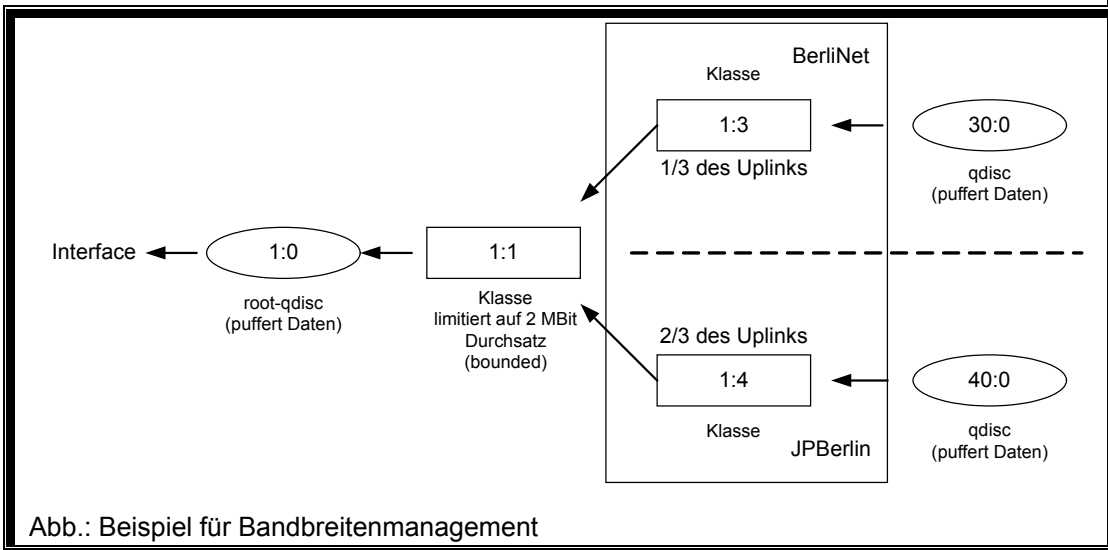 BerliNet
Klasse
1:3
1/3 des Uplinks
30:0
qdisc
(puffert Daten)
Interface
1:0
root-qdisc
(puffert Daten)
1:1
Klasse
limitiert auf 2 MBit
Durchsatz
(bounded)
2/3 des Uplinks
1:4
Klasse
JPBerlin
40:0
qdisc
(puffert Daten)
Abb.: Beispiel für Bandbreitenmanagement